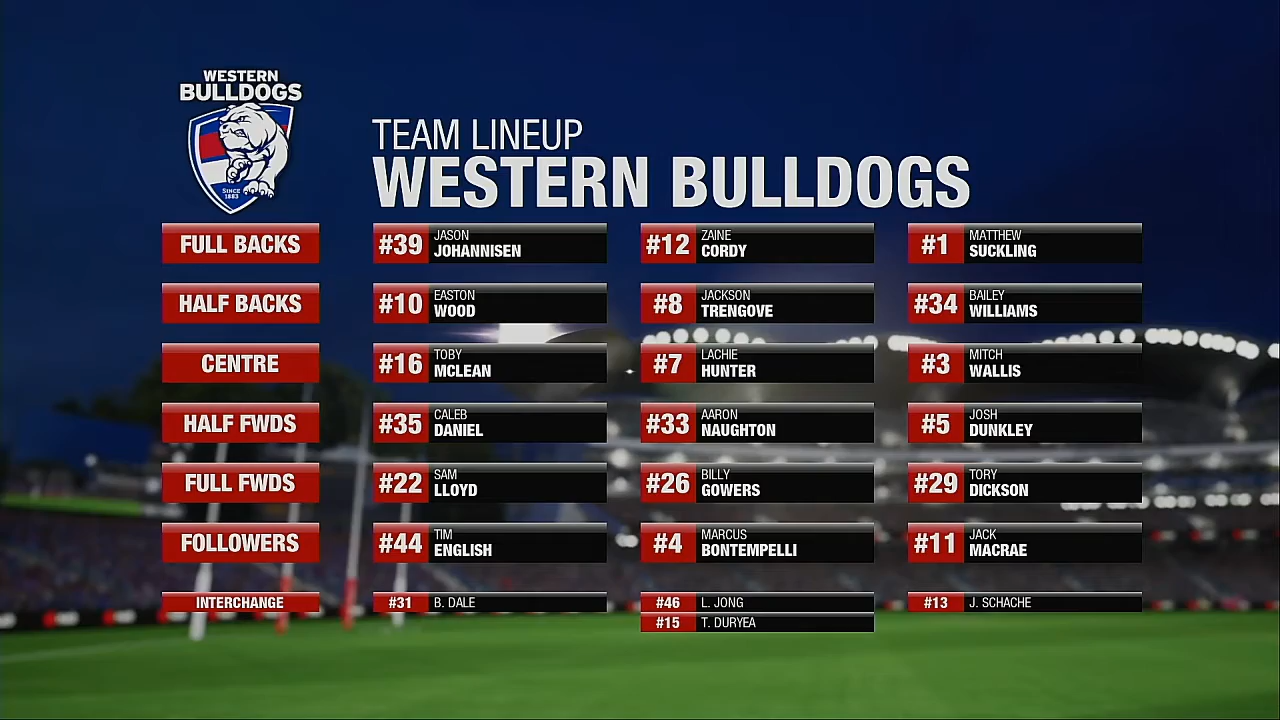 WESTERN
BULLDOGS
SINCE
1883
TEAM LINEUP
WESTERN BULLDOGS
FULL BACKS
#39 JASON JOHANNISEN
#12 ZAINE CORDY
#1 MATTHEW SUCKLING
HALF BACKS
#10 EASTON WOOD
#8 JACKSON TRENGOVE
#34 BAILEY WILLIAMS
CENTRE
#16 TOBY MCLEAN
#7 LACHIE HUNTER
#3 MITCH WALLIS
HALF FWDS
#35 CALEB DANIEL
#33 AARON NAUGHTON
#5 JOSH DUNKLEY
FULL FWDS
#22 SAM LLOYD
#26 BILLY GOWERS
#29 TORY DICKSON
FOLLOWERS
#44 TIM ENGLISH
#4 MARCUS BONTEMPELLI
#11 JACK MACRAE
INTERCHANGE
#31 B. DALE
#46 L. JONG
#13 J. SCHACHE
#15 T. DURYEA